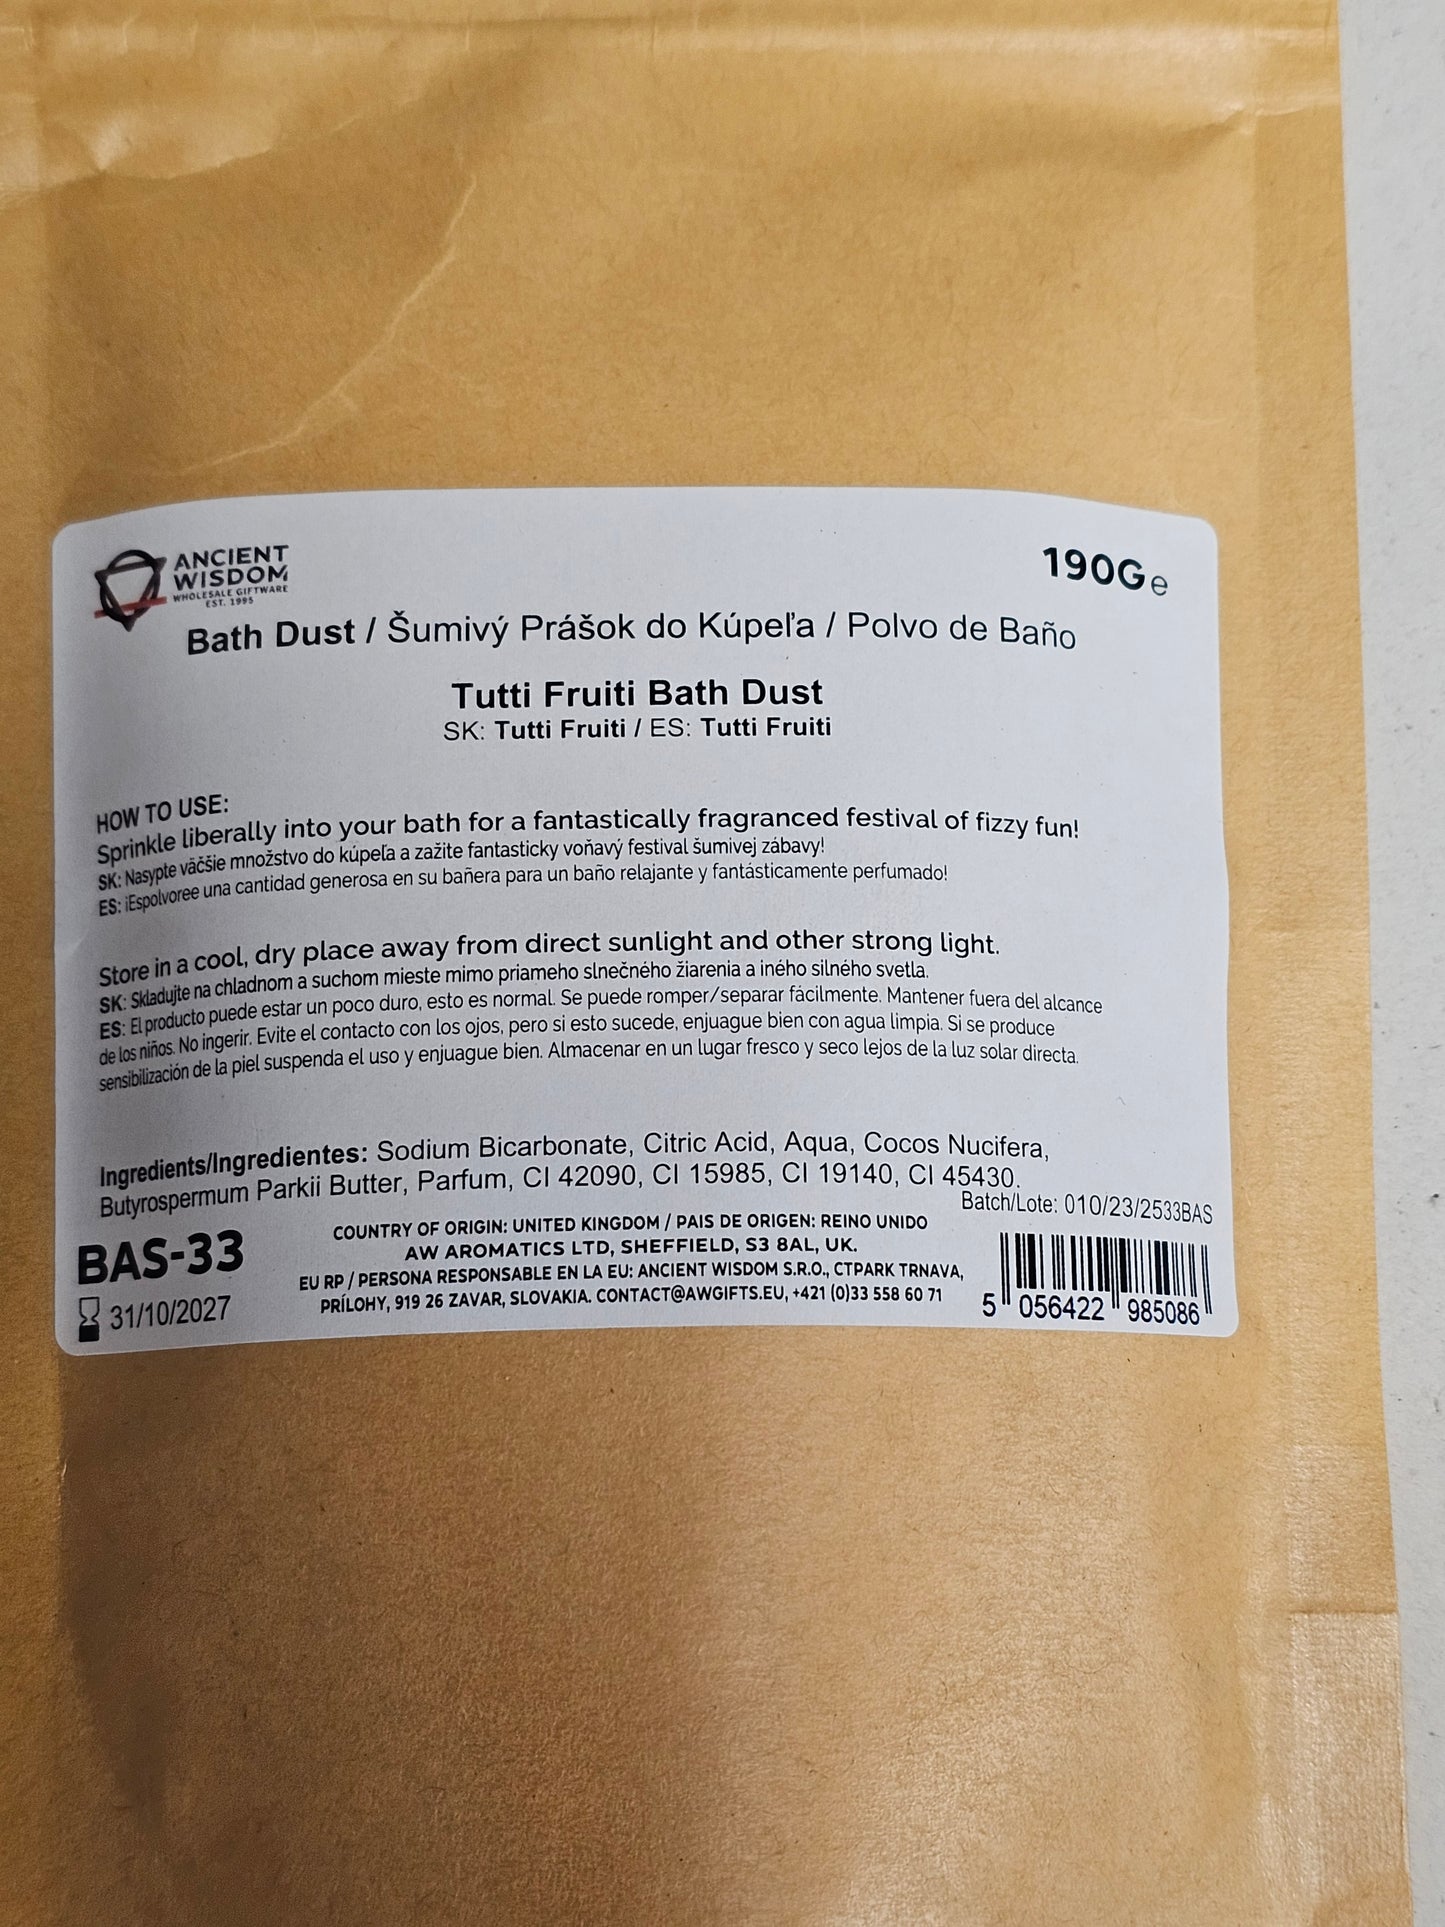 ANCIENT
WISDOM
WHOLESALE GIFTWARE
EST. 1995
190G e
Bath Dust / Šumivý Prášok do Kúpeľa / Polvo de Baño
Tutti Fruiti Bath Dust
SK: Tutti Fruiti / ES: Tutti Fruiti
HOW TO USE:
Sprinkle liberally into your bath for a fantastically fragranced festival of fizzy fun!
SK: Nasypte väčšie množstvo do kúpeľa a zažite fantasticky voňavý festival šumivej zábavy!
ES: ¡Espolvoree una cantidad generosa en su bañera para un baño relajante y fantásticamente perfumado!
Store in a cool, dry place away from direct sunlight and other strong light.
SK: Skladujte na chladnom a suchom mieste mimo priameho slnečného žiarenia a iného silného svetla.
ES: El producto puede estar un poco duro, esto es normal. Se puede romper/separar fácilmente. Mantener fuera del alcance
de los niños. No ingerir. Evite el contacto con los ojos, pero si esto sucede, enjuague bien con agua limpia. Si se produce
sensibilización de la piel suspenda el uso y enjuague bien. Almacenar en un lugar fresco y seco lejos de la luz solar directa.
Ingredients/Ingredientes: Sodium Bicarbonate, Citric Acid, Aqua, Cocos Nucifera,
Butyrospermum Parkii Butter, Parfum, CI 42090, CI 15985, CI 19140, CI 45430.
Batch/Lote: 010/23/2533BAS
BAS-33
31/10/2027
COUNTRY OF ORIGIN: UNITED KINGDOM / PAIS DE ORIGEN: REINO UNIDO
AW AROMATICS LTD, SHEFFIELD, S3 8AL, UK.
EU RP / PERSONA RESPONSABLE EN LA EU: ANCIENT WISDOM S.R.O., CTPARK TRNAVA,
PRÍLOHY, 919 26 ZAVAR, SLOVAKIA. CONTACT@AWGIFTS.EU, +421 (0)33 558 60 71
5 056422 985086